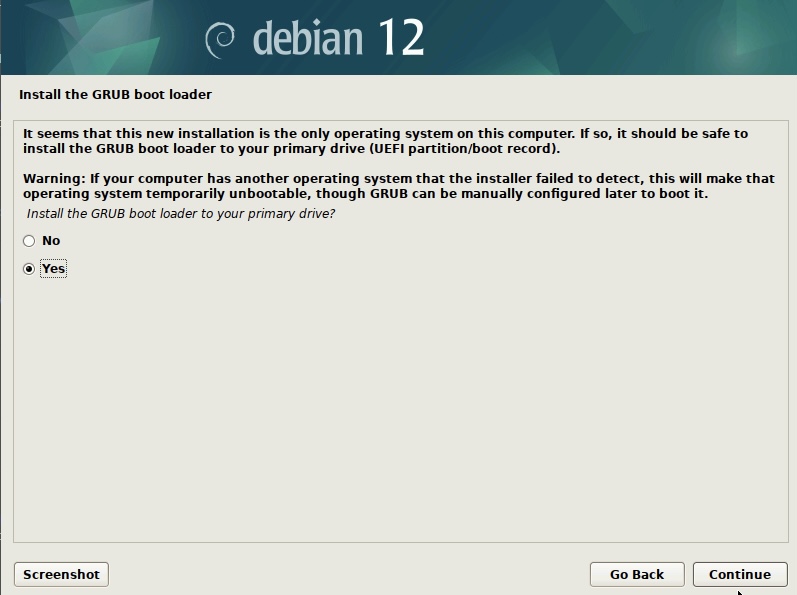 debian 12
Install the GRUB boot loader
It seems that this new installation is the only operating system on this computer. If so, it should be safe to
install the GRUB boot loader to your primary drive (UEFI partition/boot record).
Warning: If your computer has another operating system that the installer failed to detect, this will make that
operating system temporarily unbootable, though GRUB can be manually configured later to boot it.
Install the GRUB boot loader to your primary drive?
No
Yes
Screenshot
Go Back
Continue